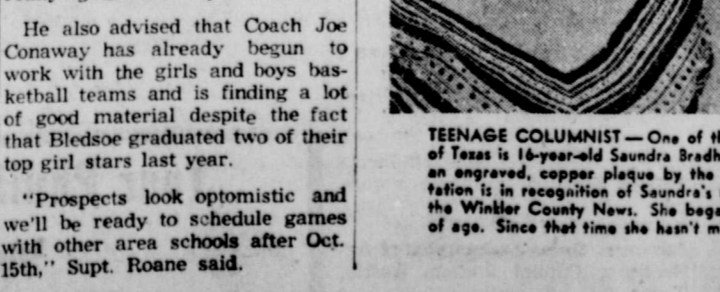 He also advised that Coach Joe
Conaway has already begun to
work with the girls and boys bas-
ketball teams and is finding a lot
of good material despite the fact
that Bledsoe graduated two of their
top girl stars last year.
"Prospects look optomistic and
we'll be ready to schedule games
with other area schools after Oct.
15th," Supt. Roane said.
TEENAGE COLUMNIST — One of
of Texas is 16-year-old Saundra
an engraved, copper plaque by the
tation is in recognition of Saundra's
the Winkler County News. She
of age. Since that time she hasn't